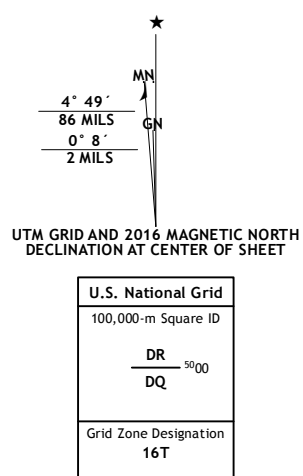 ★
MN
4° 49´
86 MILS
GN
0° 8´
2 MILS
UTM GRID AND 2016 MAGNETIC NORTH
DECLINATION AT CENTER OF SHEET
U.S. National Grid
100,000-m Square ID
DR
5000
DQ
Grid Zone Designation
16T